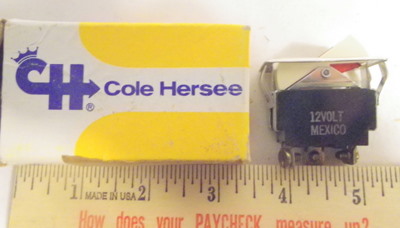 CH
®
Cole Hersee
12VOLT
MEXICO
1 MADE IN USA 2 3 4 5
How does your PAYCHECK measure up?